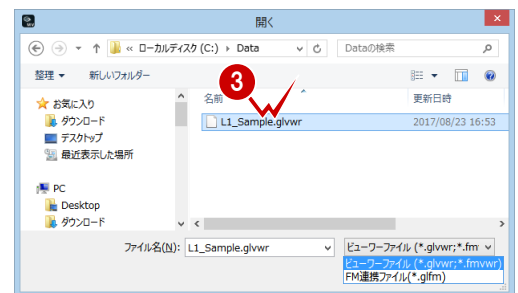 開く
« ローカルディスク (C:) ▸ Data
Dataの検索
整理 ▾ 新しいフォルダー
3
名前
更新日時
お気に入り
ダウンロード
デスクトップ
最近表示した場所
PC
Desktop
ダウンロード
L1_Sample.glvwr
2017/08/23 16:53
ファイル名(N): L1_Sample.glvwr
ビューワーファイル (*.glvwr;*.fm
ビューワーファイル (*.glvwr;*.fmvwr)
FM連携ファイル(*.glfm)